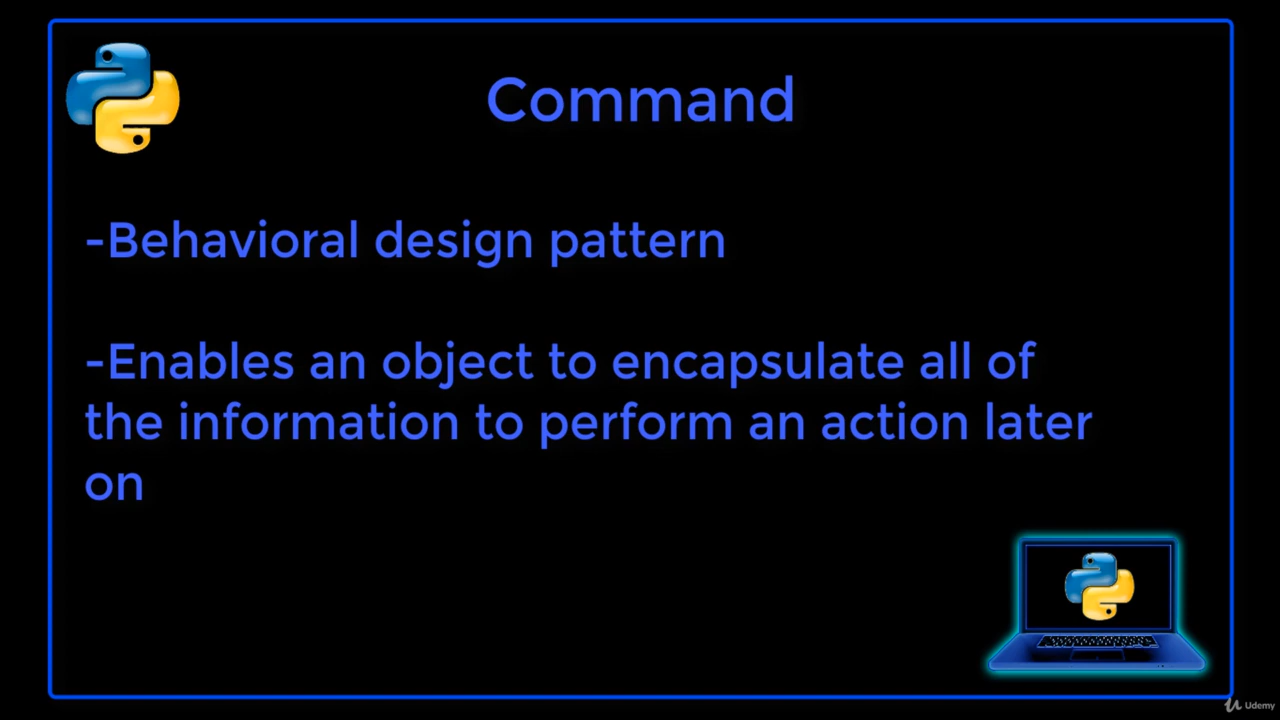 Command
-Behavioral design pattern
-Enables an object to encapsulate all of
the information to perform an action later
on
Udemy